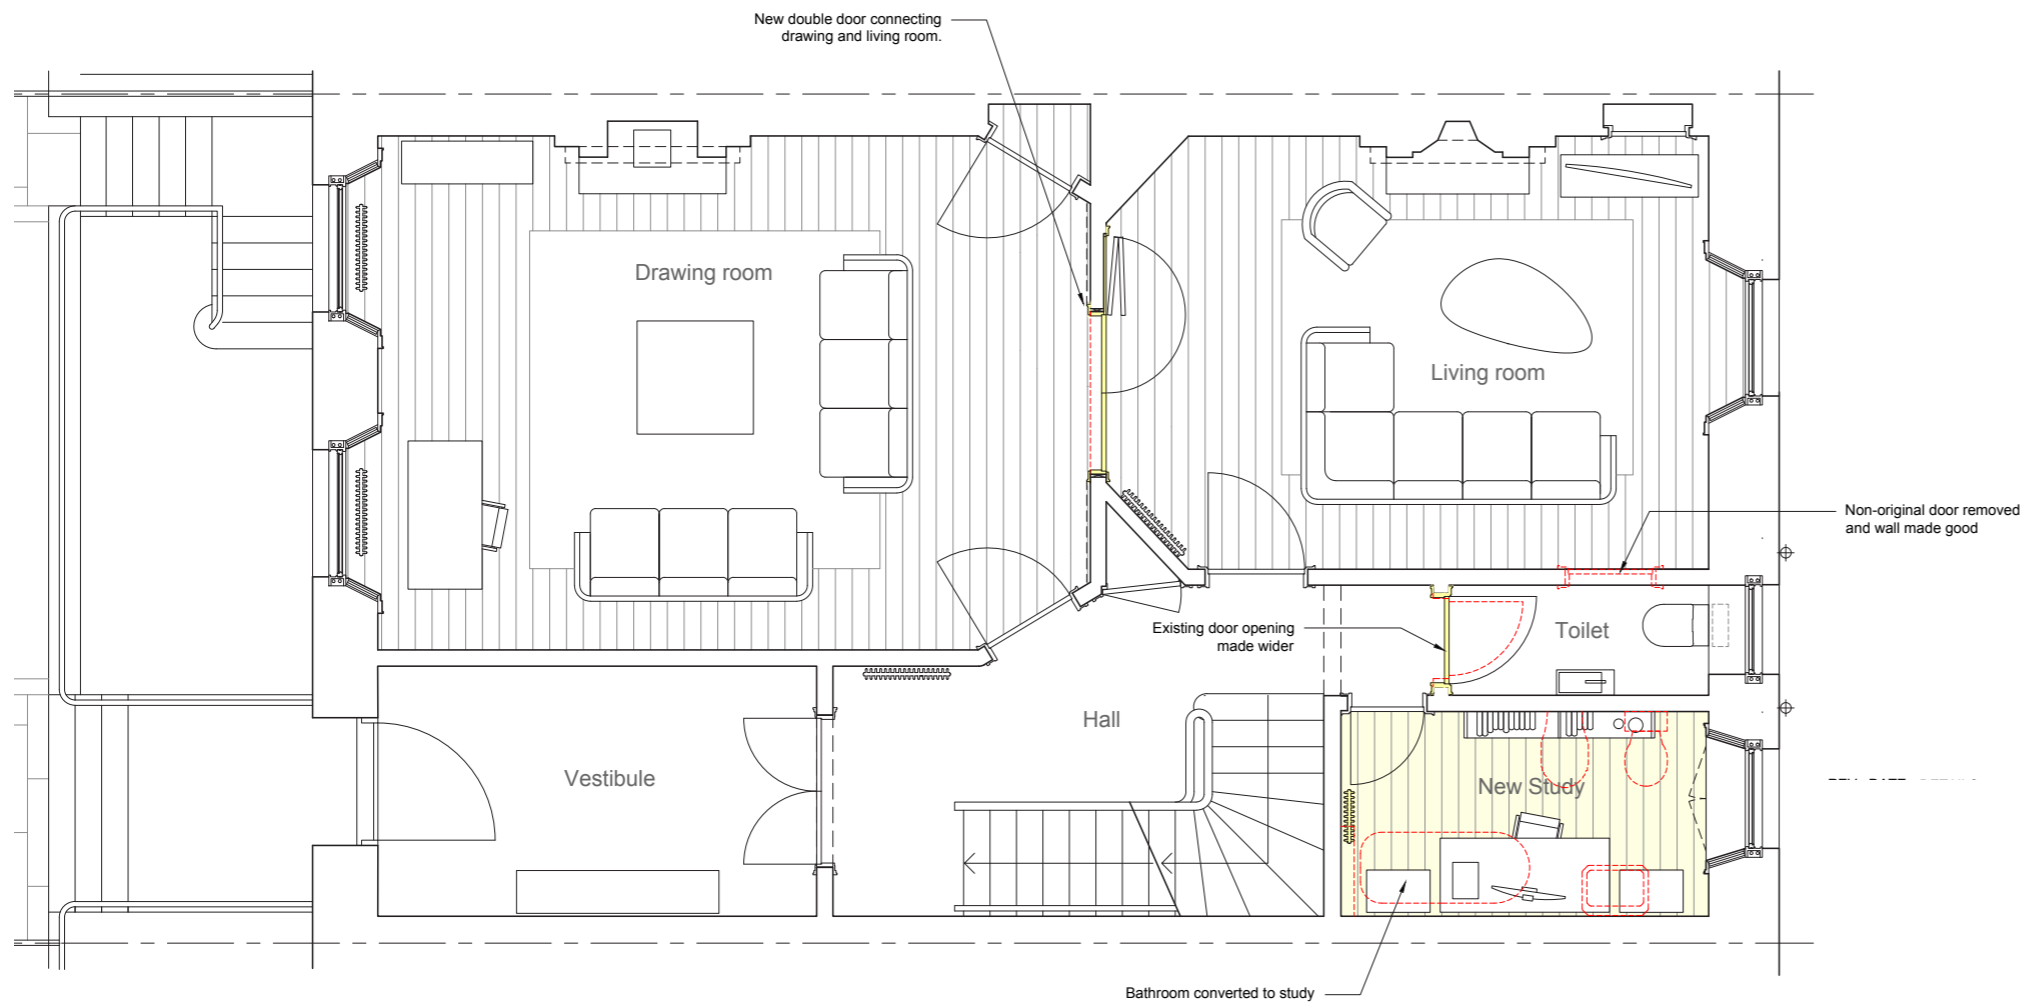 New double door connecting
drawing and living room.
Drawing room
Living room
Non-original door removed
and wall made good
Existing door opening
made wider
Toilet
Hall
Vestibule
New Study
Bathroom converted to study